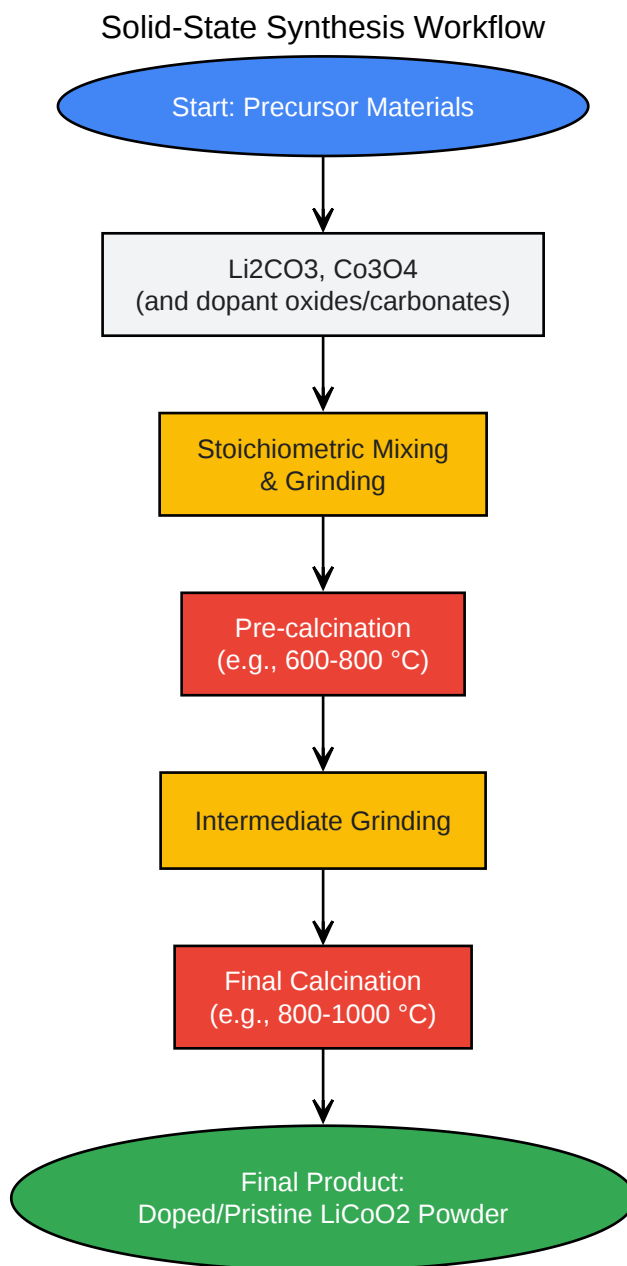 Solid-State Synthesis Workflow
Start: Precursor Materials
Li2CO3, Co3O4
(and dopant oxides/carbonates)
Stoichiometric Mixing
& Grinding
Pre-calcination
(e.g., 600-800 °C)
Intermediate Grinding
Final Calcination
(e.g., 800-1000 °C)
Final Product:
Doped/Pristine LiCoO2 Powder